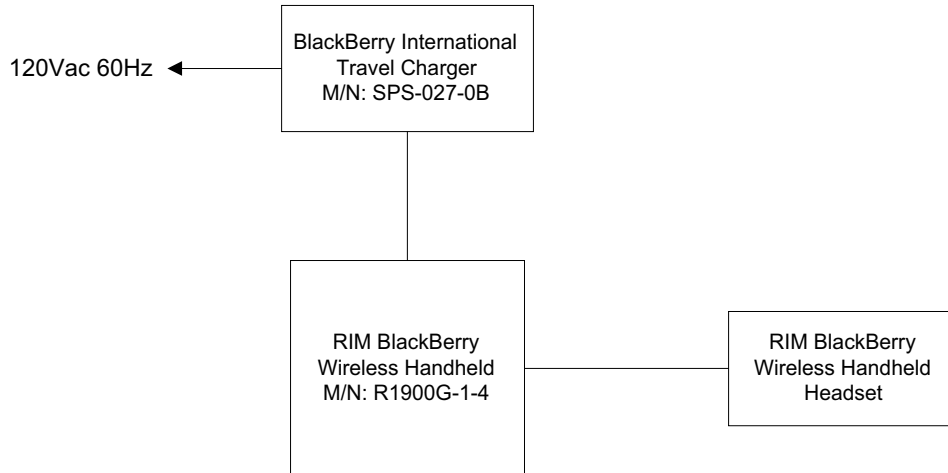 BlackBerry International
Travel Charger
M/N: SPS-027-0B
120Vac 60Hz
RIM BlackBerry
Wireless Handheld
M/N: R1900G-1-4
RIM BlackBerry
Wireless Handheld
Headset